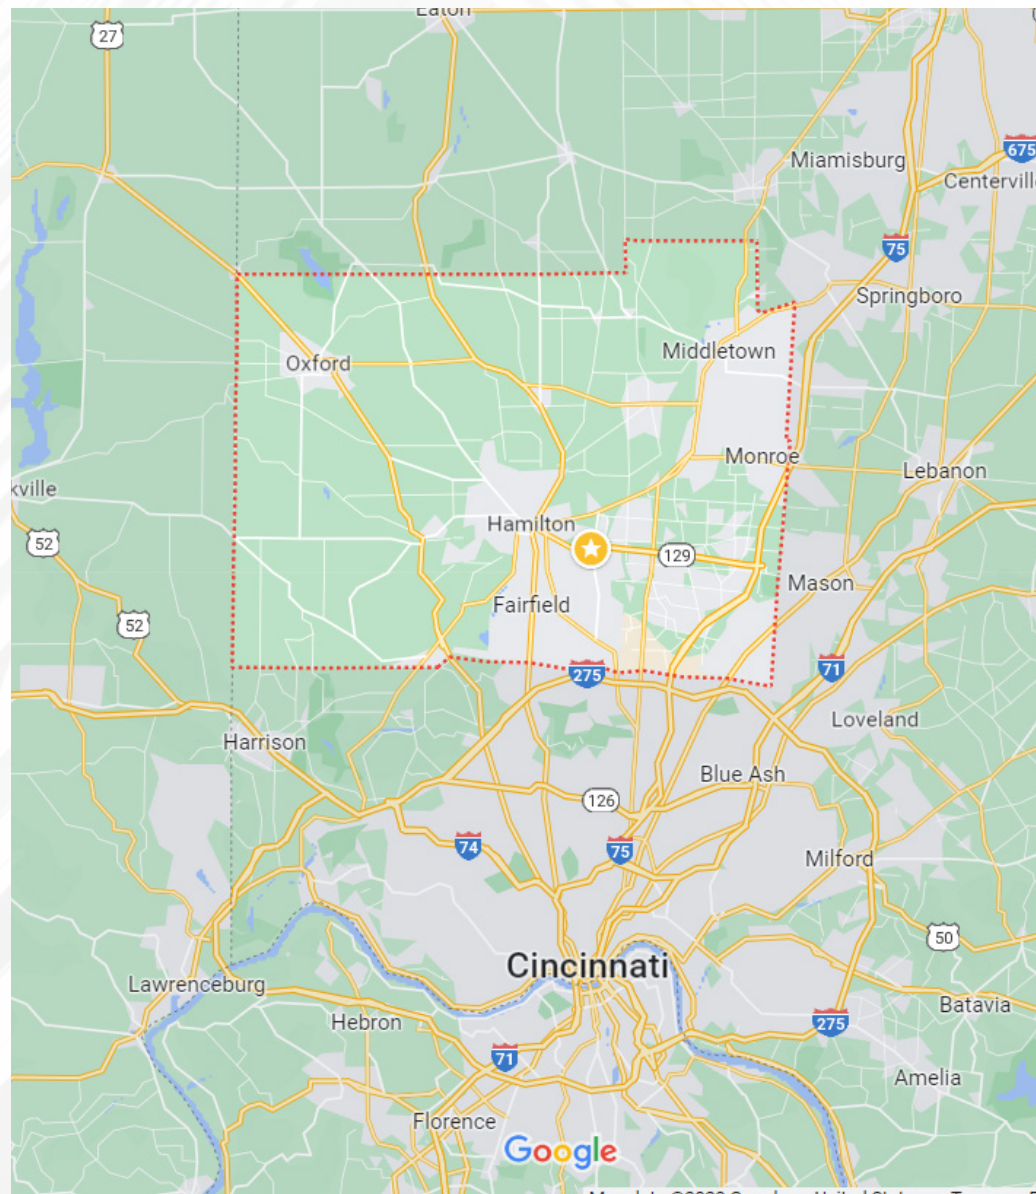 Eaton
27
675
Miamisburg
Centerville
75
Springboro
Middletown
Oxford
Monroe
Lebanon
kville
52
Hamilton
129
Mason
Fairfield
52
275
71
Loveland
Harrison
Blue Ash
126
74
75
Milford
50
Cincinnati
Lawrenceburg
Batavia
Hebron
275
71
Amelia
Florence
Google